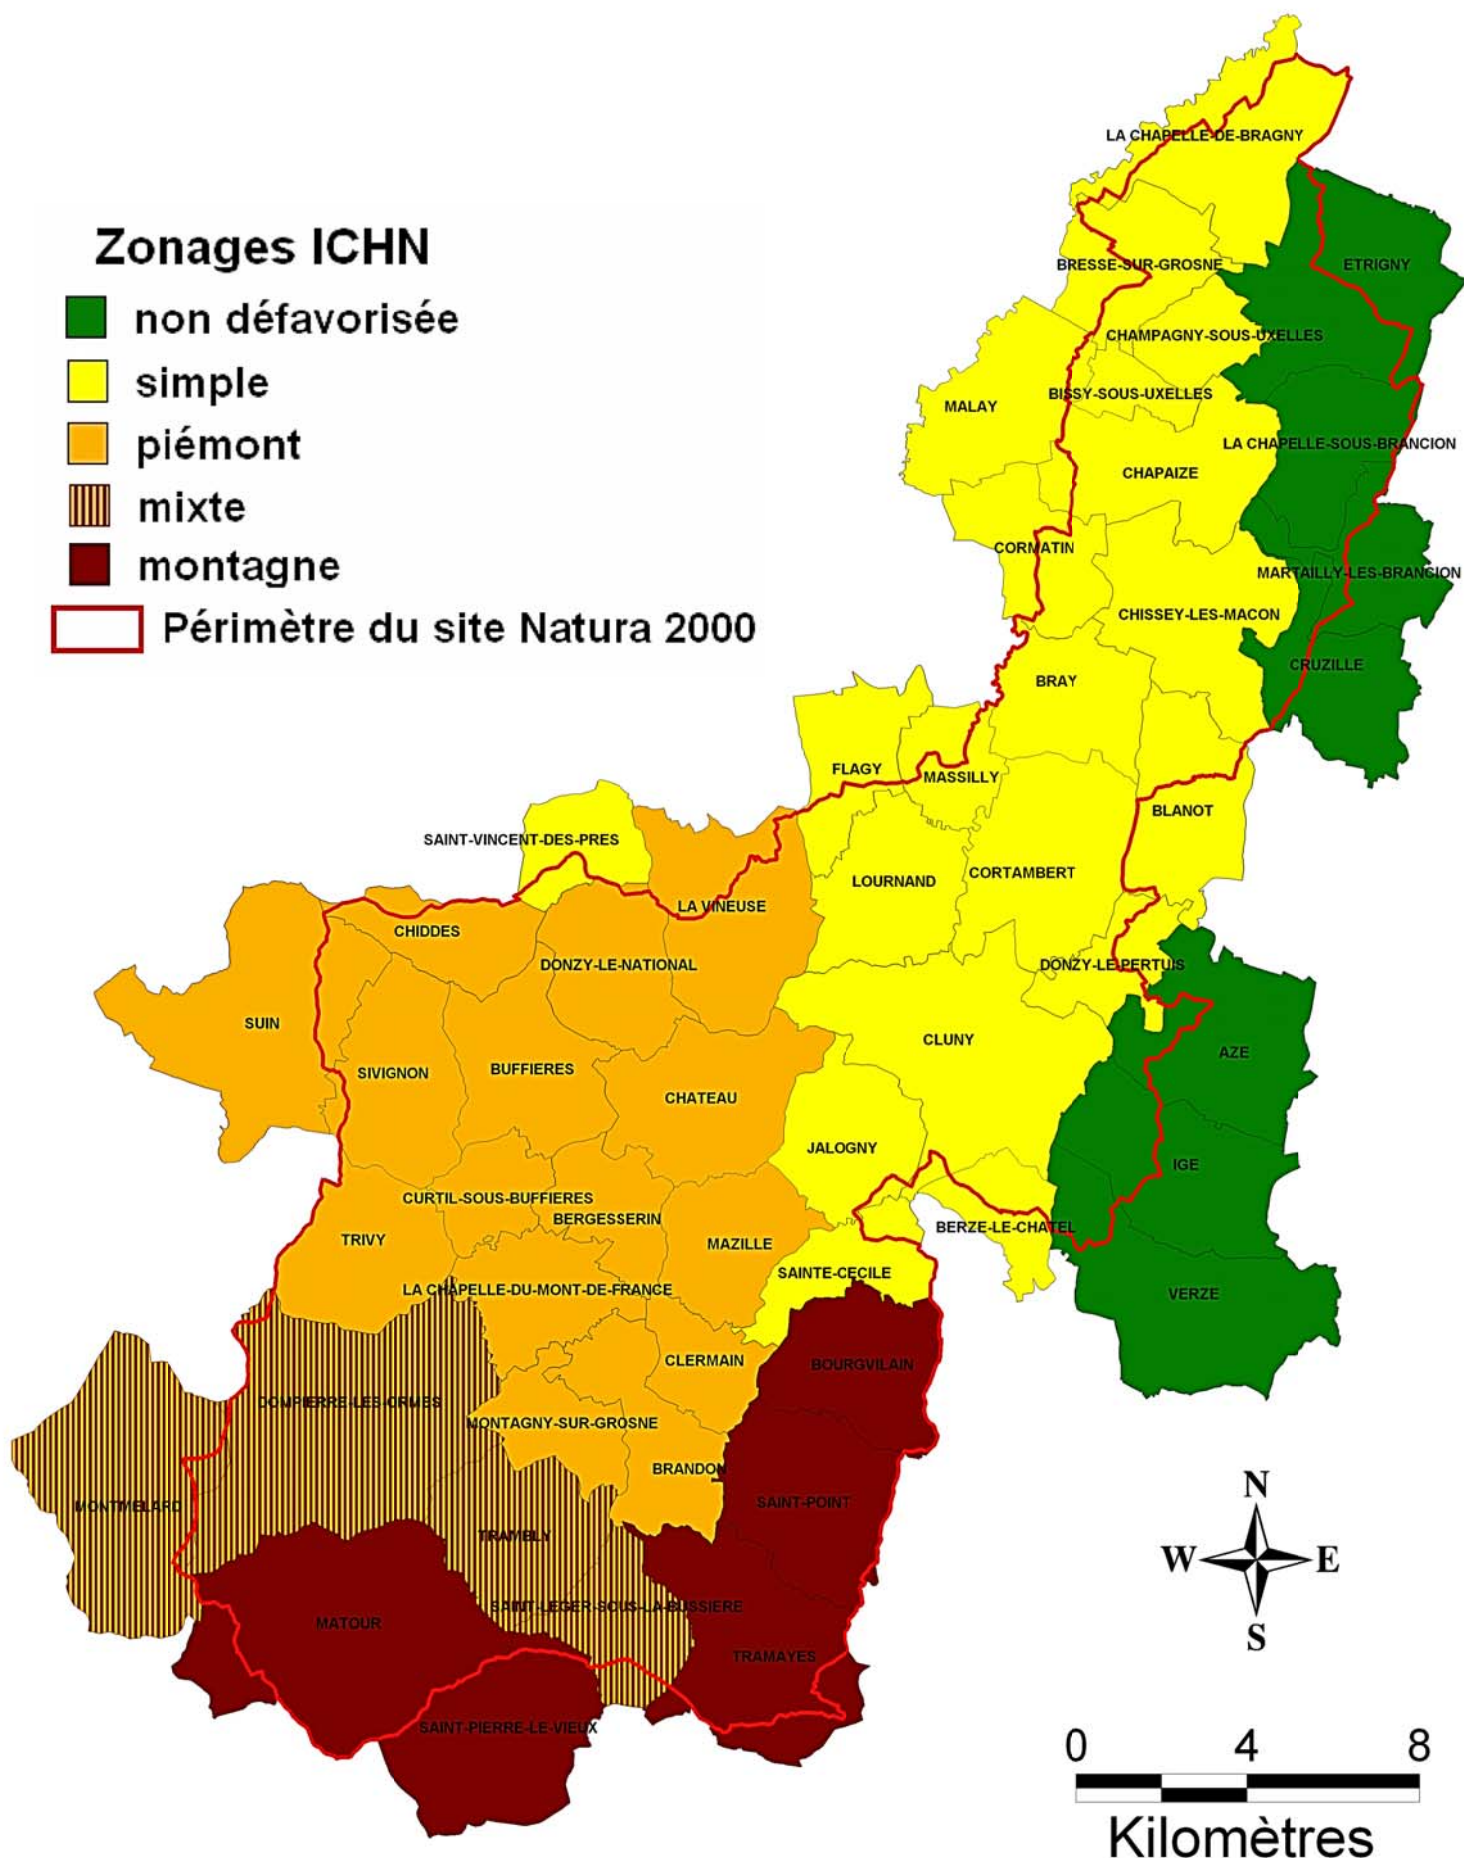 Zonages ICHN
non défavorisée
simple
piémont
mixte
montagne
Périmètre du site Natura 2000
LA CHAPELLE-DE-BRAGNY
BRESSE-SUR-GROSNE
ETRIGNY
CHAMPAGNY-SOUS-UXELLES
BISSY-SOUS-UXELLES
MALAY
LA CHAPELLE-SOUS-BRANCION
CHAPAIZE
CORMATIN
MARTAILLY-LES-BRANCION
CHISSEY-LES-MACON
CRUZILLE
BRAY
FLAGY
MASSILLY
BLANOT
SAINT-VINCENT-DES-PRES
LOURNAND
CORTAMBERT
LA VINEUSE
CHIDDES
DONZY-LE-NATIONAL
DONZY-LE-PERTUIS
SUIN
CLUNY
AZE
SIVIGNON
BUFFIERES
CHATEAU
JALOGNY
IGE
CURTIL-SOUS-BUFFIERES
BERGESSERIN
BERZE-LE-CHATEL
TRIVY
MAZILLE
SAINTE-CECILE
LA CHAPELLE-DU-MONT-DE-FRANCE
VERZE
CLERMAIN
BOURGVILAIN
DOMPIERRE-LES-ORMES
MONTAGNY-SUR-GROSNE
BRANDON
MONTMELARD
SAINT-POINT
TRAMBLY
SAINT-LEGER-SOUS-LA-BUSSIERE
MATOUR
TRAMAYES
SAINT-PIERRE-LE-VIEUX
N
W E
S
0 4 8
Kilomètres